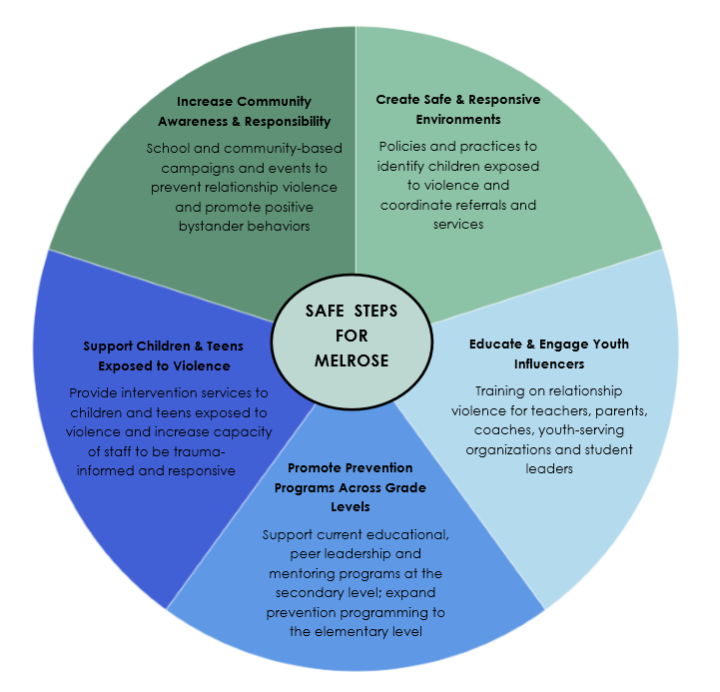 Increase Community
Awareness & Responsibility
School and community-based
campaigns and events to
prevent relationship violence
and promote positive
bystander behaviors
Create Safe & Responsive
Environments
Policies and practices to
identify children exposed
to violence and
coordinate referrals and
services
SAFE STEPS
FOR
MELROSE
Support Children & Teens
Exposed to Violence
Provide intervention services to
children and teens exposed to
violence and increase capacity
of staff to be trauma-
informed and responsive
Educate & Engage Youth
Influencers
Training on relationship
violence for teachers, parents,
coaches, youth-serving
organizations and student
leaders
Promote Prevention
Programs Across Grade
Levels
Support current educational,
peer leadership and
mentoring programs at the
secondary level; expand
prevention programming to
the elementary level